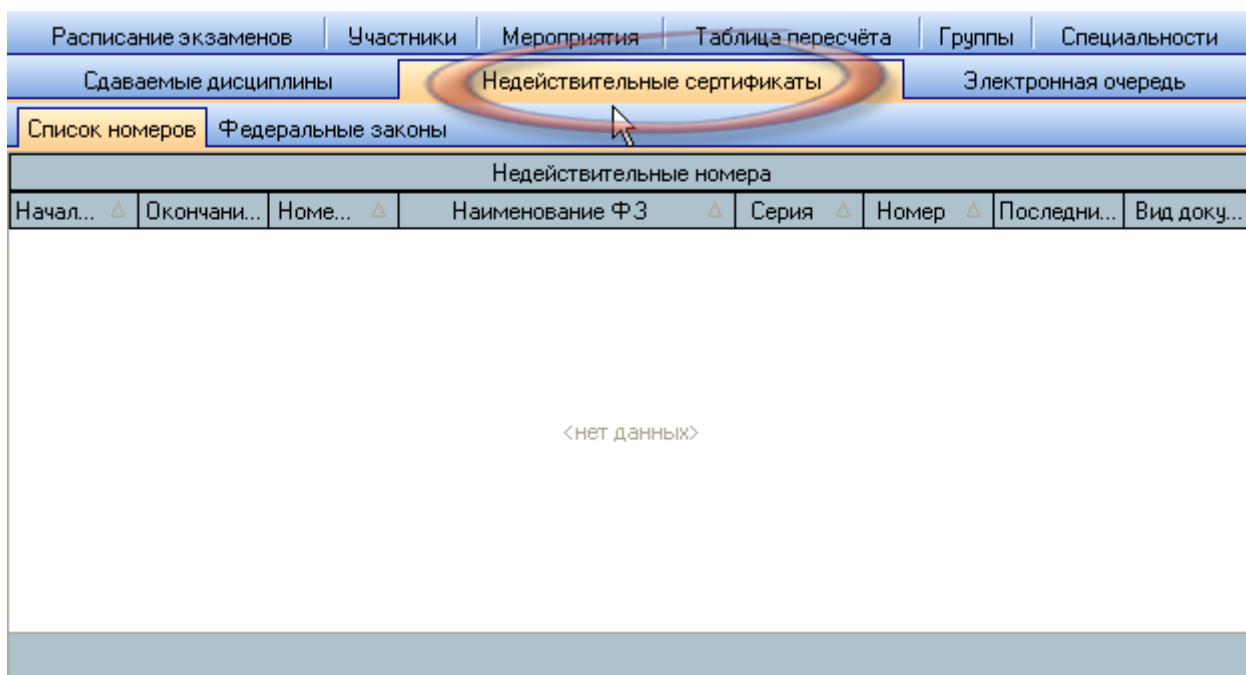 Расписание экзаменов Участники Мероприятия Таблица пересчёта Группы Специальности
Сдаваемые дисциплины Недействительные сертификаты Электронная очередь
Список номеров Федеральные законы
Недействительные номера
Начал... Окончани... Номе... Наименование ФЗ Серия Номер Последни... Вид доку...
<нет данных>